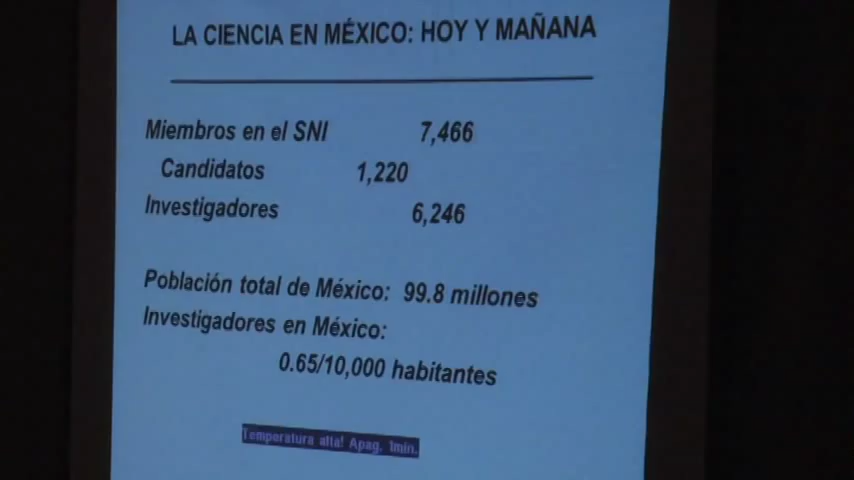 LA CIENCIA EN MÉXICO: HOY Y MAÑANA
Miembros en el SNI 7,466
Candidatos 1,220
Investigadores 6,246
Población total de México: 99.8 millones
Investigadores en México:
0.65/10,000 habitantes
Temperatura alta! Apag. 1min.